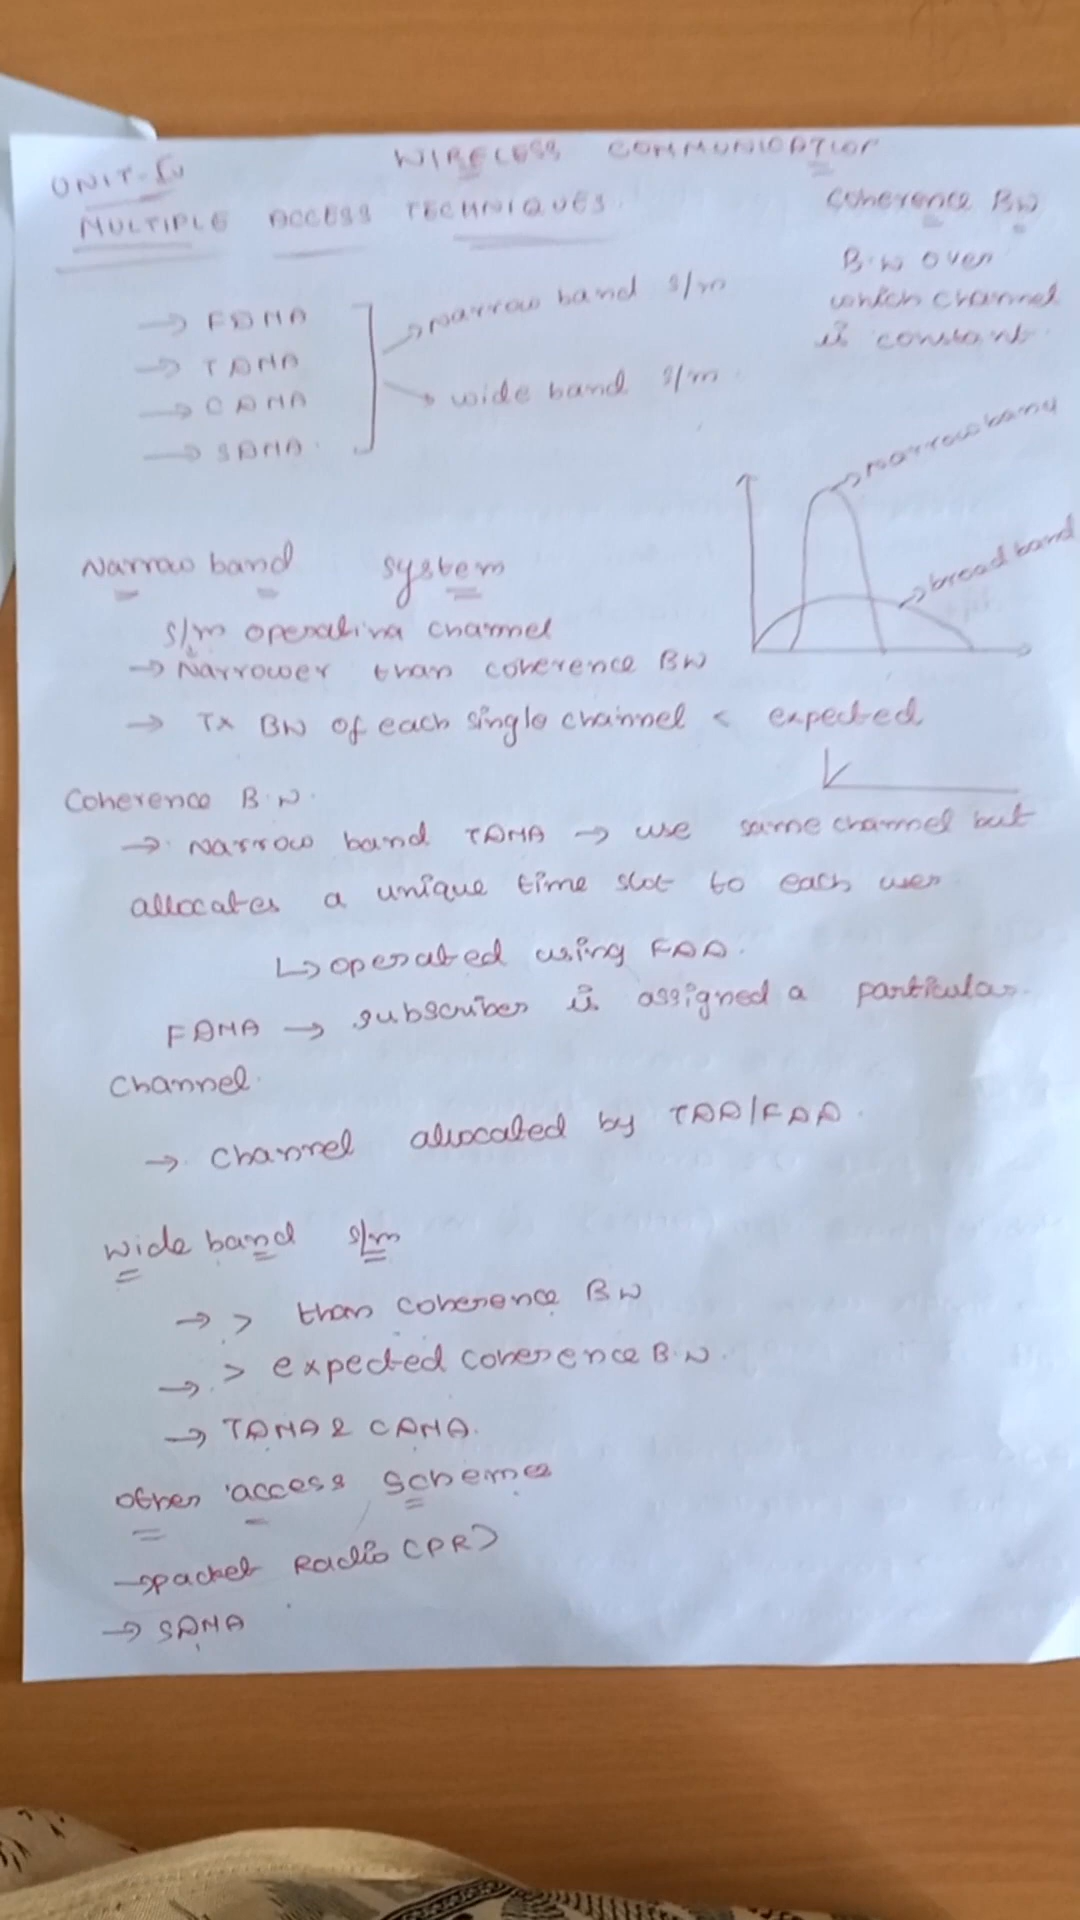 WIRELESS COMMUNICATION
UNIT-IV
MULTIPLE ACCESS TECHNIQUES.
Coherence BW
B.W over
which channel
is constant.
→ FDMA
→ TDMA
→ CDMA
→ SDMA.
→ narrow band s/m
→ wide band s/m.
→ narrow band
→ broad band
Narrow band system
s/m operating channel
→ Narrower than coherence BW
→ Tx BW of each single channel < expected
Coherence B.W.
→ Narrow band TDMA → use same channel but
allocates a unique time slot to each user
↳ operated using FDD.
FDMA → subscriber is assigned a particular
Channel.
→ Channel allocated by TDD/FDD.
Wide band s/m
→ > than coherence BW
→ > expected coherence B.W.
→ TDMA & CDMA.
Other access Scheme
→ Packet Radio (PR)
→ SDMA